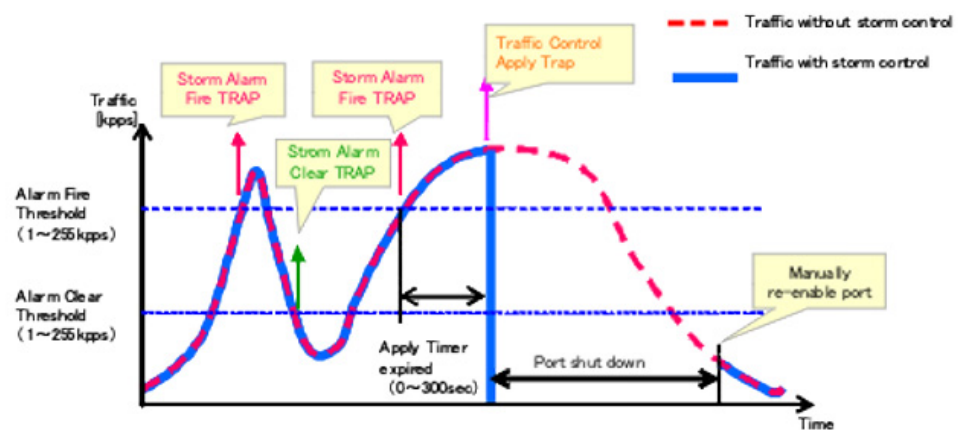 Traffic without storm control
Traffic with storm control
Traffic Control
Apply Trap
Storm Alarm
Fire TRAP
Storm Alarm
Fire TRAP
Traffic
[kpps]
Strom Alarm
Clear TRAP
Alarm Fire
Threshold
(1～255kpps)
Manually
re-enable port
Alarm Clear
Threshold
(1～255kpps)
Apply Timer
expired
(0～300sec)
Port shut down
Time